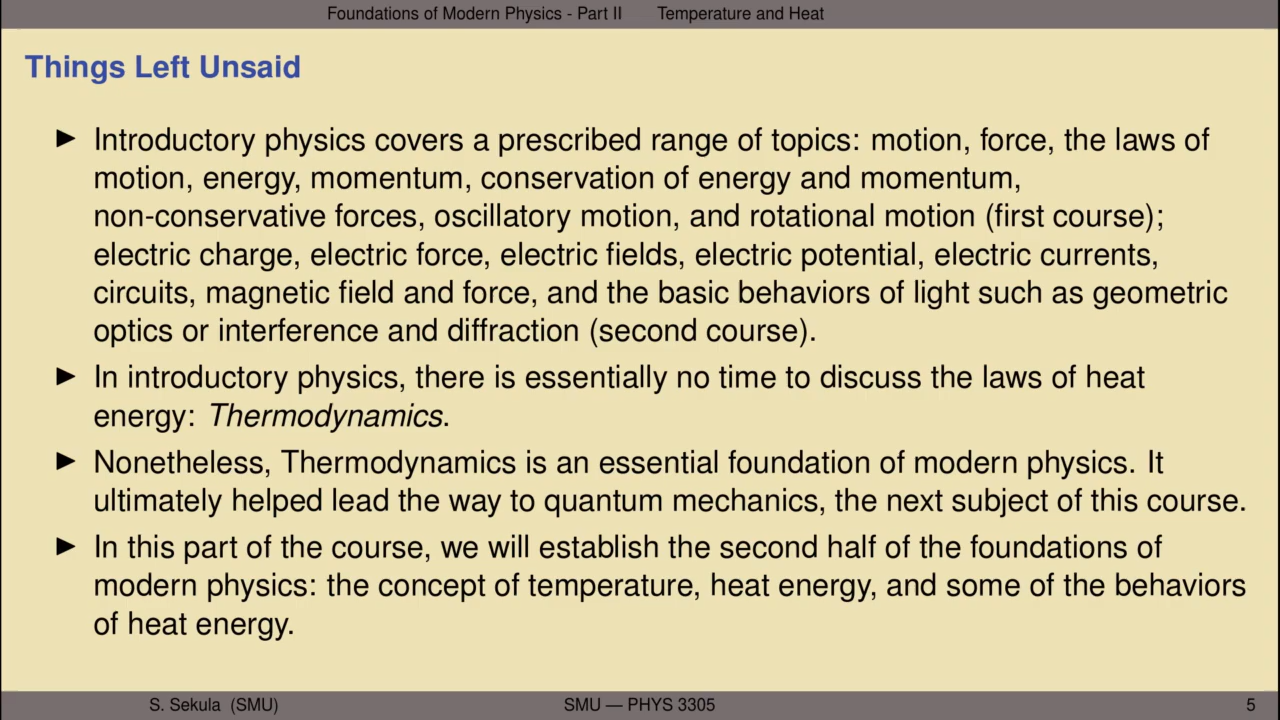 Foundations of Modern Physics - Part II Temperature and Heat
Things Left Unsaid
▶ Introductory physics covers a prescribed range of topics: motion, force, the laws of
motion, energy, momentum, conservation of energy and momentum,
non-conservative forces, oscillatory motion, and rotational motion (first course);
electric charge, electric force, electric fields, electric potential, electric currents,
circuits, magnetic field and force, and the basic behaviors of light such as geometric
optics or interference and diffraction (second course).
▶ In introductory physics, there is essentially no time to discuss the laws of heat
energy: Thermodynamics.
▶ Nonetheless, Thermodynamics is an essential foundation of modern physics. It
ultimately helped lead the way to quantum mechanics, the next subject of this course.
▶ In this part of the course, we will establish the second half of the foundations of
modern physics: the concept of temperature, heat energy, and some of the behaviors
of heat energy.
S. Sekula (SMU) SMU — PHYS 3305 5